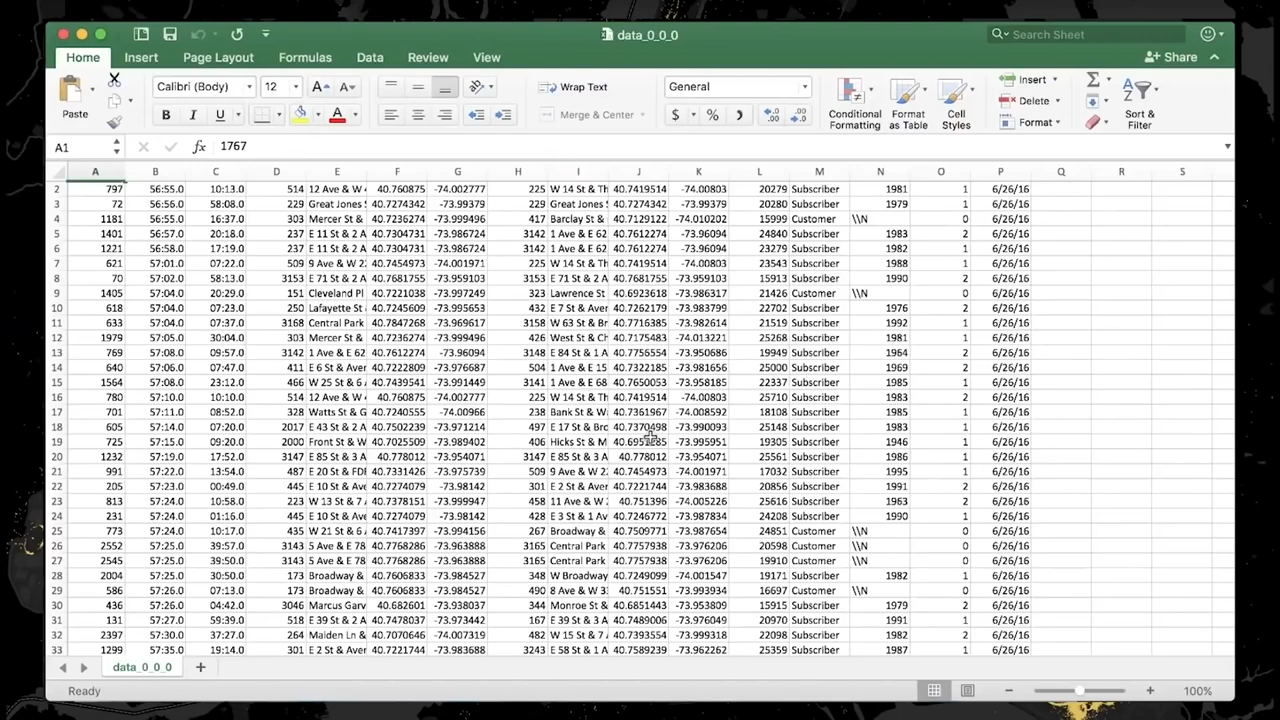 data_0_0_0
Search Sheet
Home Insert Page Layout Formulas Data Review View Share
Calibri (Body) 12 Wrap Text General Insert
Paste Merge & Center Conditional Formatting Format as Table Cell Styles Delete Format Sort & Filter
A1 fx 1767
A B C D E F G H I J K L M N O P Q R S
2 797 56:55.0 10:13.0 514 12 Ave & W 40.760875 -74.002777 225 W 14 St & Th 40.7419514 -74.00803 20279 Subscriber 1981 1 6/26/16
3 72 56:56.0 58:08.0 229 Great Jones 40.7274342 -73.99379 229 Great Jones 40.7274342 -73.99379 20280 Subscriber 1979 1 6/26/16
4 1181 56:55.0 16:37.0 303 Mercer St & 40.7236274 -73.999496 417 Barclay St & 40.7129122 -74.010202 15999 Customer \\N 0 6/26/16
5 1401 56:57.0 20:18.0 237 E 11 St & 2 A 40.7304731 -73.986724 3142 1 Ave & E 62 40.7612274 -73.96094 24840 Subscriber 1983 2 6/26/16
6 1221 56:58.0 17:19.0 237 E 11 St & 2 A 40.7304731 -73.986724 3142 1 Ave & E 62 40.7612274 -73.96094 23279 Subscriber 1982 1 6/26/16
7 621 57:01.0 07:22.0 509 9 Ave & W 22 40.7454973 -74.001971 225 W 14 St & Th 40.7419514 -74.00803 23543 Subscriber 1988 1 6/26/16
8 70 57:02.0 58:13.0 3153 E 71 St & 2 A 40.7681755 -73.959103 3153 E 71 St & 2 A 40.7681755 -73.959103 15913 Subscriber 1990 2 6/26/16
9 1405 57:04.0 20:29.0 151 Cleveland Pl 40.7221038 -73.997249 323 Lawrence St 40.6923618 -73.986317 21426 Customer \\N 0 6/26/16
10 618 57:04.0 07:23.0 250 Lafayette St 40.7245609 -73.995653 432 E 7 St & Aver 40.7262179 -73.983799 22702 Subscriber 1976 2 6/26/16
11 633 57:04.0 07:37.0 3168 Central Park 40.7847268 -73.969617 3158 W 63 St & Br 40.7716385 -73.982614 21519 Subscriber 1992 1 6/26/16
12 1979 57:05.0 30:04.0 303 Mercer St & 40.7236274 -73.999496 426 West St & Ch 40.7175483 -74.013221 25268 Subscriber 1981 1 6/26/16
13 769 57:08.0 09:57.0 3142 1 Ave & E 62 40.7612274 -73.96094 3148 E 84 St & 1 A 40.7756554 -73.950686 19949 Subscriber 1964 2 6/26/16
14 640 57:06.0 07:47.0 411 E 6 St & Aver 40.7222809 -73.976687 504 1 Ave & E 15 40.7322185 -73.981656 25000 Subscriber 1969 2 6/26/16
15 1564 57:08.0 23:12.0 466 W 25 St & 6 A 40.7439541 -73.991449 3141 1 Ave & E 68 40.7650053 -73.958185 22337 Subscriber 1985 1 6/26/16
16 780 57:10.0 10:10.0 514 12 Ave & W 40.760875 -74.002777 225 W 14 St & Th 40.7419514 -74.00803 25710 Subscriber 1983 2 6/26/16
17 701 57:11.0 08:52.0 328 Watts St & G 40.7240555 -74.00966 238 Bank St & W 40.7361967 -74.008592 18108 Subscriber 1985 1 6/26/16
18 605 57:14.0 07:20.0 2017 E 43 St & 2 A 40.7502239 -73.971214 497 E 17 St & Bro 40.7370498 -73.990093 25148 Subscriber 1983 1 6/26/16
19 725 57:15.0 09:20.0 2000 Front St & W 40.7025509 -73.989402 406 Hicks St & M -73.995951 19305 Subscriber 1946 1 6/26/16
20 1232 57:19.0 17:52.0 3147 E 85 St & 3 A 40.778012 -73.954071 3147 E 85 St & 3 A 40.778012 -73.954071 25561 Subscriber 1986 1 6/26/16
21 991 57:22.0 13:54.0 487 E 20 St & FDR 40.7331426 -73.975739 509 9 Ave & W 22 40.7454973 -74.001971 17032 Subscriber 1995 1 6/26/16
22 205 57:23.0 00:49.0 445 E 10 St & Ave 40.7274079 -73.98142 301 E 2 St & Aver 40.7221744 -73.983688 20856 Subscriber 1991 2 6/26/16
23 813 57:24.0 10:58.0 223 W 13 St & 7 A 40.7378151 -73.999947 458 11 Ave & W 2 40.751396 -74.005226 25616 Subscriber 1963 2 6/26/16
24 231 57:24.0 01:16.0 445 E 10 St & Ave 40.7274079 -73.98142 428 E 3 St & 1 Av 40.7246772 -73.987834 24208 Subscriber 1990 1 6/26/16
25 773 57:24.0 10:17.0 435 W 21 St & 6 A 40.7417397 -73.994156 267 Broadway & 40.7509771 -73.987654 24851 Customer \\N 0 6/26/16
26 2552 57:25.0 39:57.0 3143 5 Ave & E 78 40.7768286 -73.963888 3165 Central Park 40.7757938 -73.976206 20598 Customer \\N 0 6/26/16
27 2545 57:25.0 39:50.0 3143 5 Ave & E 78 40.7768286 -73.963888 3165 Central Park 40.7757938 -73.976206 19910 Customer \\N 0 6/26/16
28 2004 57:25.0 30:50.0 173 Broadway & 40.7606833 -73.984527 348 W Broadway 40.7249099 -74.001547 19171 Subscriber 1982 1 6/26/16
29 586 57:26.0 07:13.0 173 Broadway & 40.7606833 -73.984527 490 8 Ave & W 33 40.751551 -73.993934 16697 Customer \\N 0 6/26/16
30 436 57:26.0 04:42.0 3046 Marcus Garv 40.682601 -73.938037 344 Monroe St & 40.6851443 -73.953809 15915 Subscriber 1979 2 6/26/16
31 131 57:27.0 59:39.0 518 E 39 St & 2 A 40.7478037 -73.973442 167 E 39 St & 3 A 40.7489006 -73.976049 20970 Subscriber 1991 1 6/26/16
32 2397 57:30.0 37:27.0 264 Maiden Ln & 40.7070646 -74.007319 482 W 15 St & 7 A 40.7393554 -73.999318 22098 Subscriber 1982 1 6/26/16
33 1299 57:35.0 19:14.0 301 E 2 St & Aver 40.7221744 -73.983688 3243 E 58 St & 1 A 40.7589239 -73.962262 25359 Subscriber 1987 1 6/26/16
data_0_0_0
Ready 100%